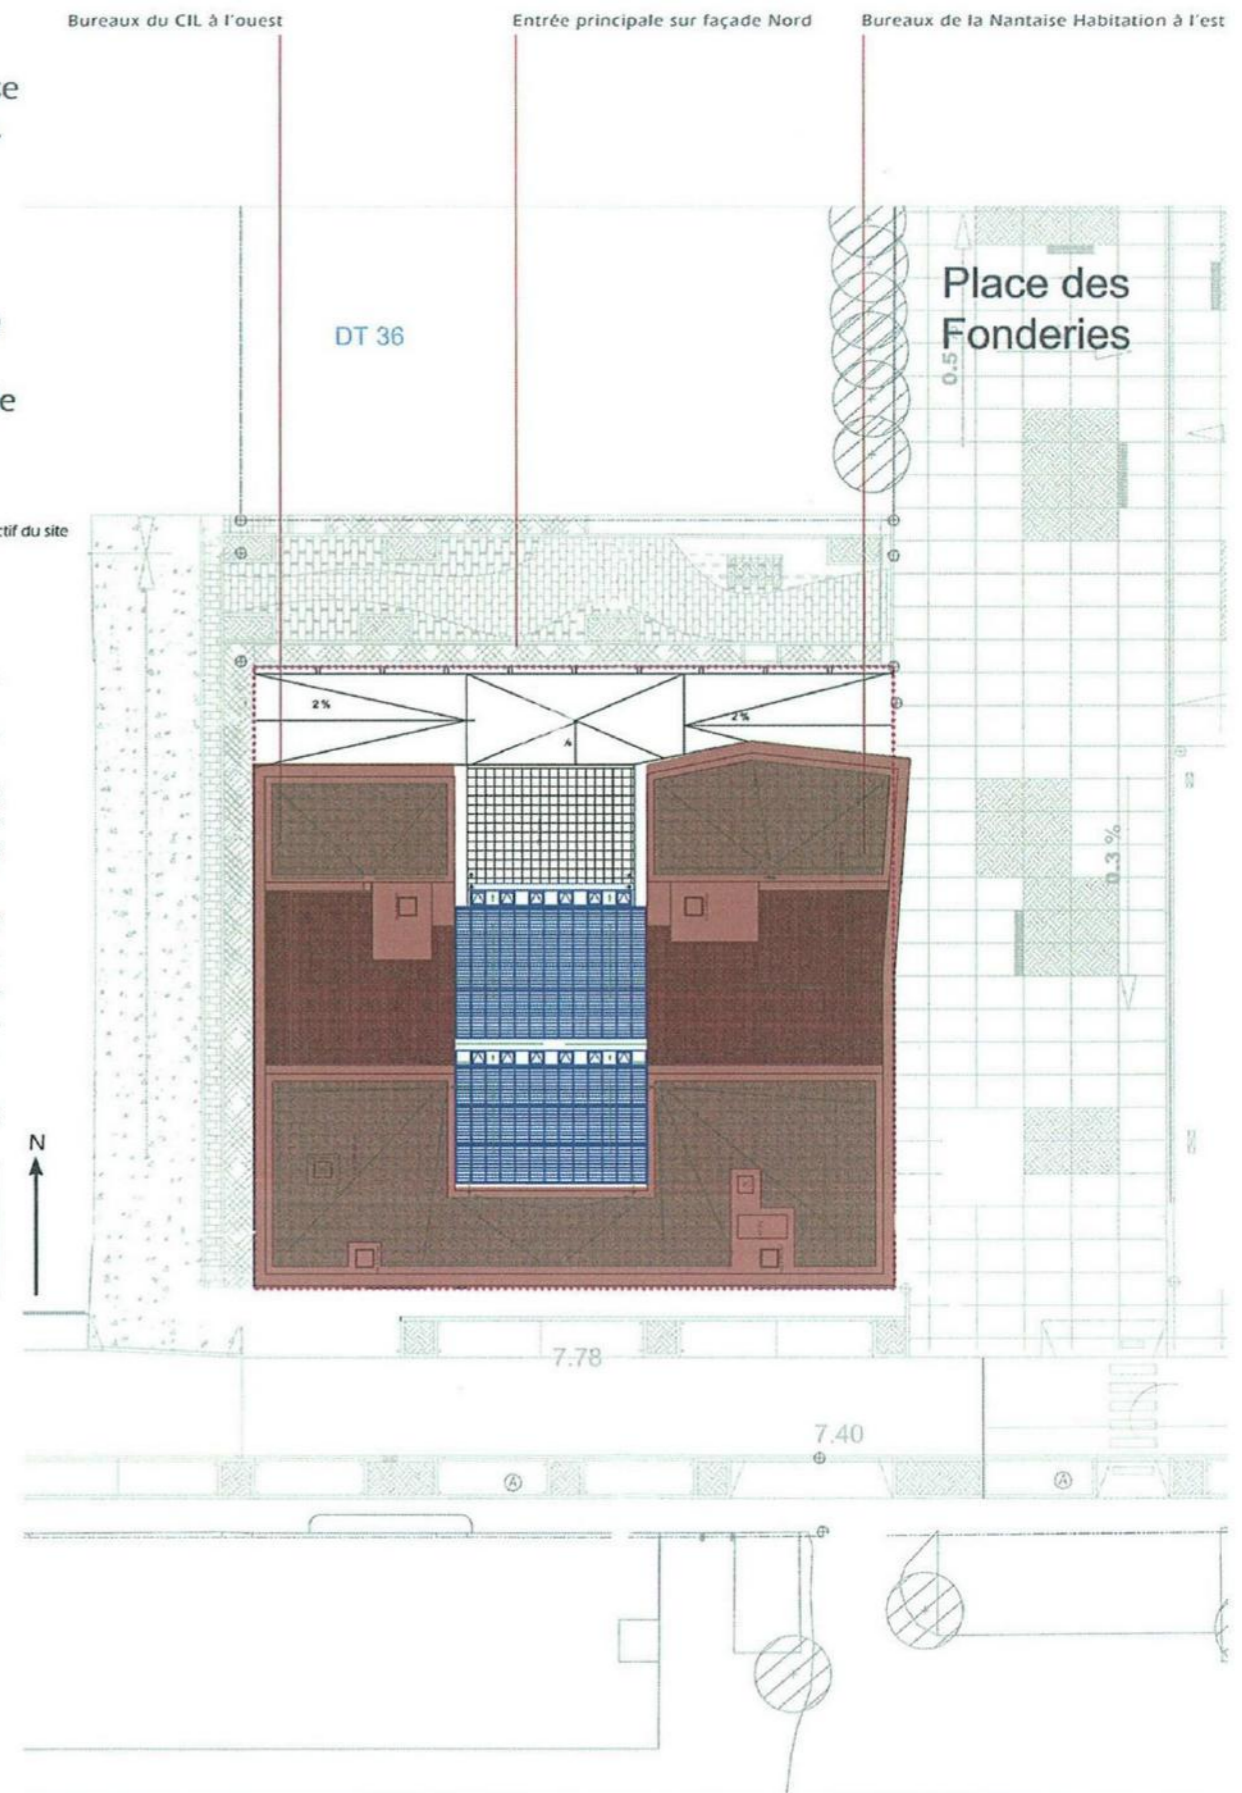 Bureaux du CIL à l'ouest
Entrée principale sur façade Nord
Bureaux de la Nantaise Habitation à l'est
Place des
Fonderies
DT 36
0.5
tif du site
2%
2%
0.3 %
N
7.78
7.40
A
A